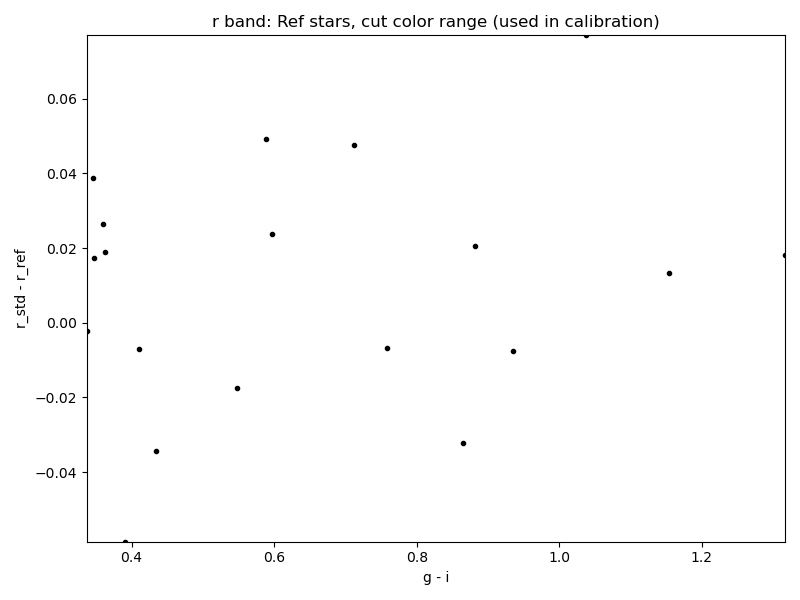 r band: Ref stars, cut color range (used in calibration)
0.06
0.04
0.02
0.00
−0.02
−0.04
r_std - r_ref
0.4 0.6 0.8 1.0 1.2
g - i